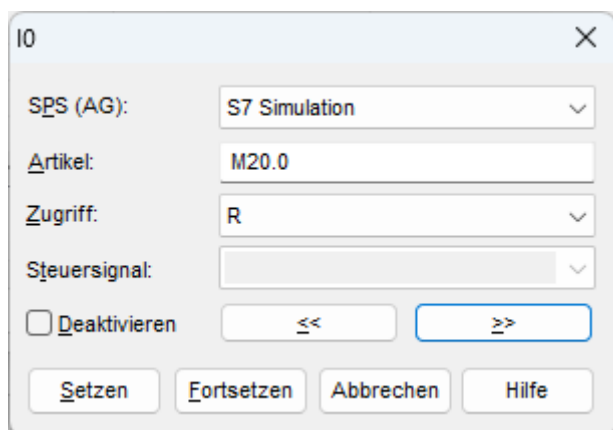 I0
SPS (AG): S7 Simulation
Artikel: M20.0
Zugriff: R
Steuersignal:
Deaktivieren << >>
Setzen Fortsetzen Abbrechen Hilfe